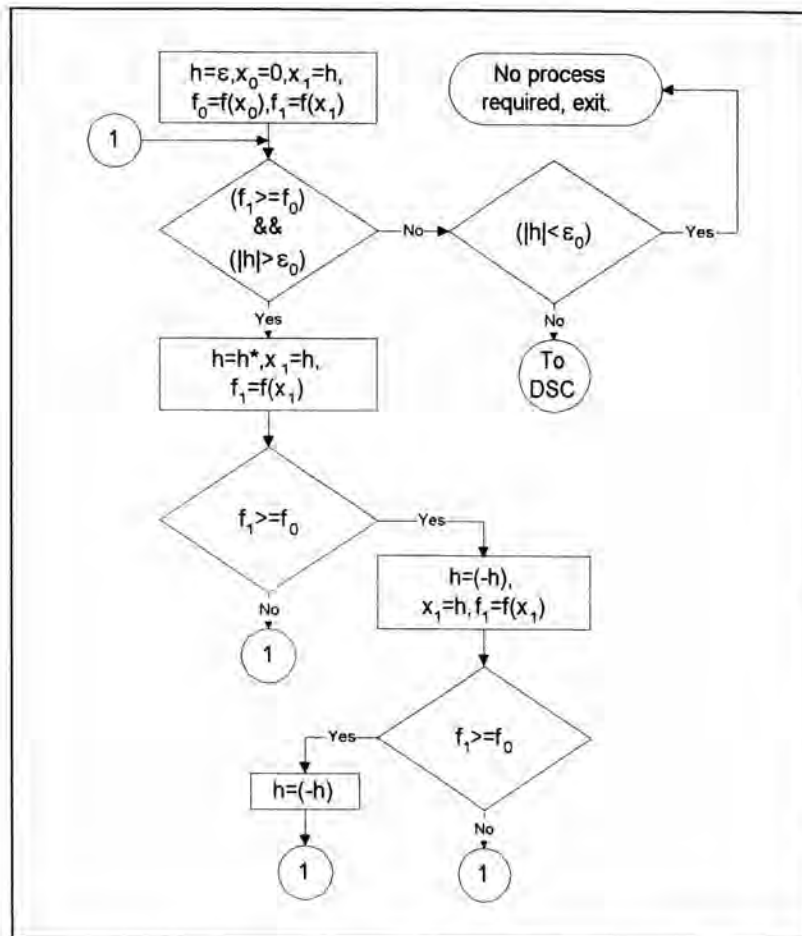 h=ε,x₀=0,x₁=h,
f₀=f(x₀),f₁=f(x₁)
No process
required, exit.
1
(f₁>=f₀)
&&
(|h|>ε₀)
No
(|h|<ε₀)
Yes
Yes
No
h=h*,x₁=h,
f₁=f(x₁)
To
DSC
f₁>=f₀
Yes
h=(-h),
x₁=h,f₁=f(x₁)
No
1
Yes
f₁>=f₀
h=(-h)
No
1
1